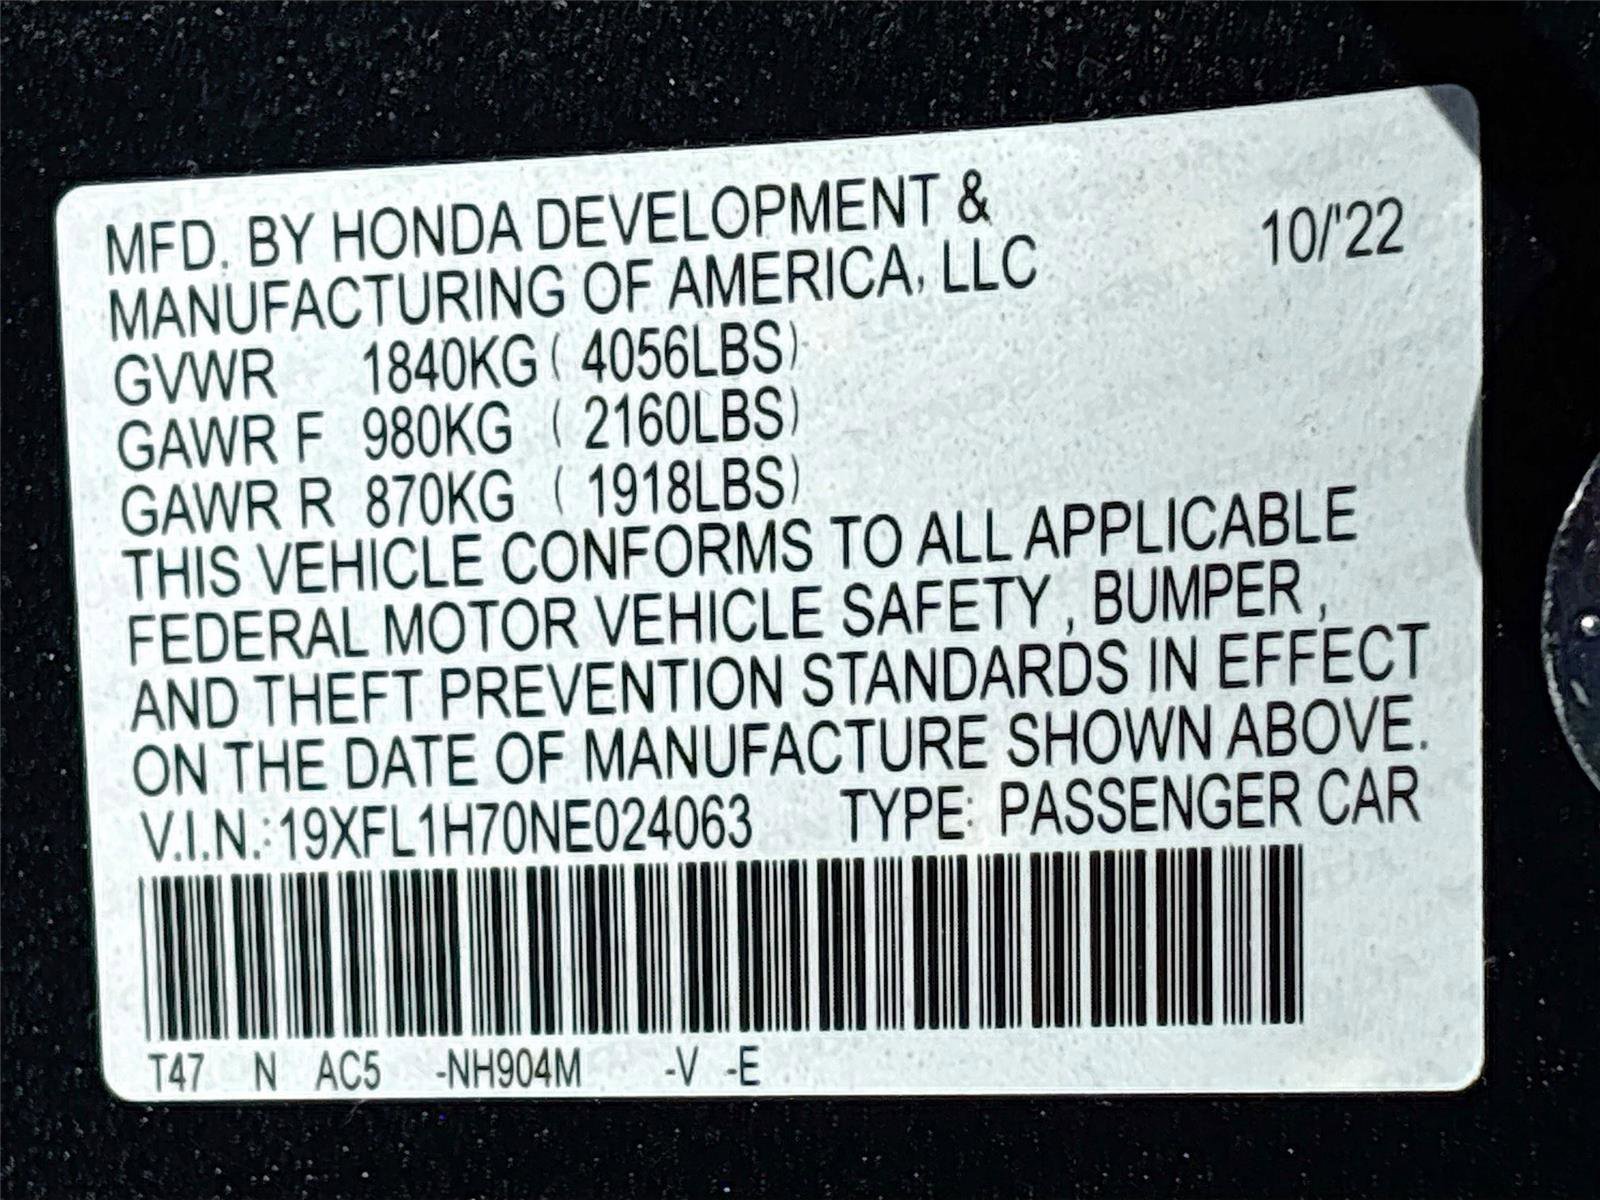 MFD. BY HONDA DEVELOPMENT & 10/'22
MANUFACTURING OF AMERICA, LLC
GVWR 1840KG ( 4056LBS)
GAWR F 980KG ( 2160LBS)
GAWR R 870KG ( 1918LBS)
THIS VEHICLE CONFORMS TO ALL APPLICABLE
FEDERAL MOTOR VEHICLE SAFETY , BUMPER ,
AND THEFT PREVENTION STANDARDS IN EFFECT
ON THE DATE OF MANUFACTURE SHOWN ABOVE.
V.I.N.:19XFL1H70NE024063 TYPE: PASSENGER CAR
T47 N AC5 -NH904M -V -E